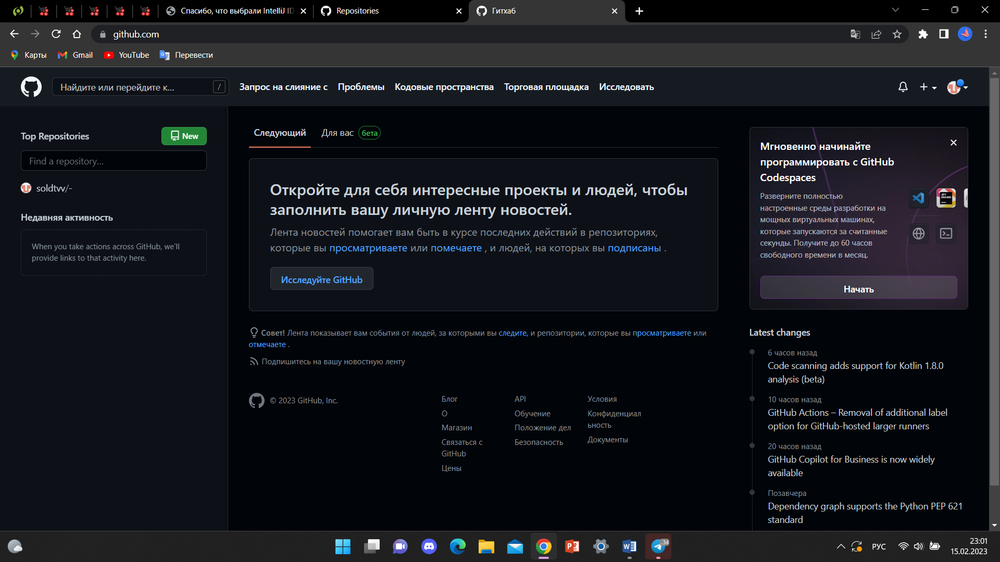 Спасибо, что выбрали IntelliJ ID
Repositories
Гитхаб
github.com
Карты
Gmail
YouTube
Перевести
Найдите или перейдите к...
/
Запрос на слияние с
Проблемы
Кодовые пространства
Торговая площадка
Исследовать
Top Repositories
New
Find a repository...
soldtvv/-
Недавняя активность
When you take actions across GitHub, we'll
provide links to that activity here.
Следующий
Для вас
бета
Откройте для себя интересные проекты и людей, чтобы
заполнить вашу личную ленту новостей.
Лента новостей помогает вам быть в курсе последних действий в репозиториях,
которые вы просматриваете или помечаете , и людей, на которых вы подписаны .
Исследуйте GitHub
Совет! Лента показывает вам события от людей, за которыми вы следите, и репозитории, которые вы просматриваете или
отмечаете .
Подпишитесь на вашу новостную ленту
© 2023 GitHub, Inc.
Блог
О
Магазин
Связаться с
GitHub
Цены
API
Обучение
Положение дел
Безопасность
Условия
Конфиденциал
ьность
Документы
Мгновенно начинайте
программировать с GitHub
Codespaces
Разверните полностью
настроенные среды разработки на
мощных виртуальных машинах,
которые запускаются за считанные
секунды. Получите до 60 часов
свободного времени в месяц.
JET
BRAINS
Начать
Latest changes
6 часов назад
Code scanning adds support for Kotlin 1.8.0
analysis (beta)
10 часов назад
GitHub Actions – Removal of additional label
option for GitHub-hosted larger runners
20 часов назад
GitHub Copilot for Business is now widely
available
Позавчера
Dependency graph supports the Python PEP 621
standard
34
РУС
23:01
15.02.2023